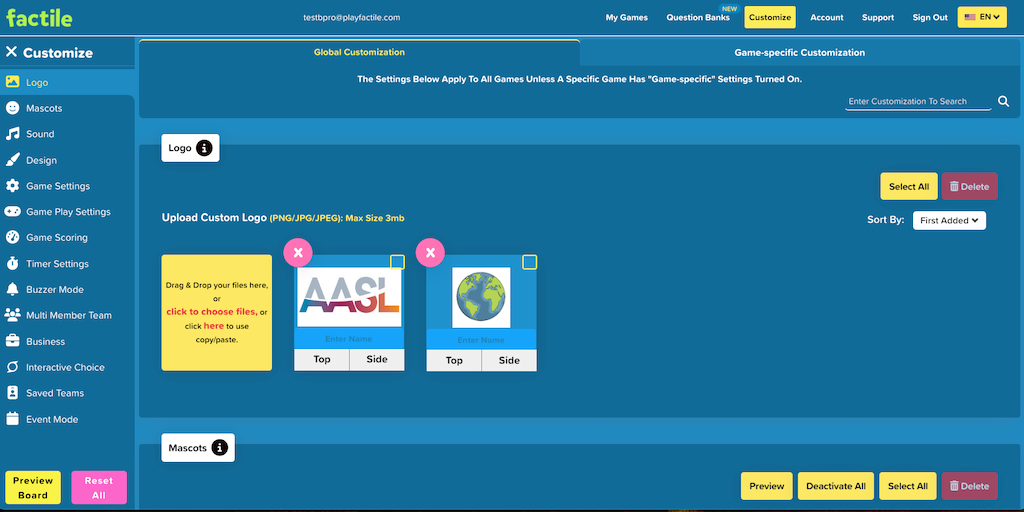 factile
testbpro@playfactile.com
My Games
Question Banks
NEW
Customize
Account
Support
Sign Out
EN
Customize
Logo
Mascots
Sound
Design
Game Settings
Game Play Settings
Game Scoring
Timer Settings
Buzzer Mode
Multi Member Team
Business
Interactive Choice
Saved Teams
Event Mode
Preview
Board
Reset
All
Global Customization
Game-specific Customization
The Settings Below Apply To All Games Unless A Specific Game Has "Game-specific" Settings Turned On.
Enter Customization To Search
Logo
Select All
Delete
Upload Custom Logo (PNG/JPG/JPEG): Max Size 3mb
Sort By:
First Added
Drag & Drop your files here,
or
click to choose files, or
click here to use
copy/paste.
AASL
Enter Name
Top
Side
Enter Name
Top
Side
Mascots
Preview
Deactivate All
Select All
Delete